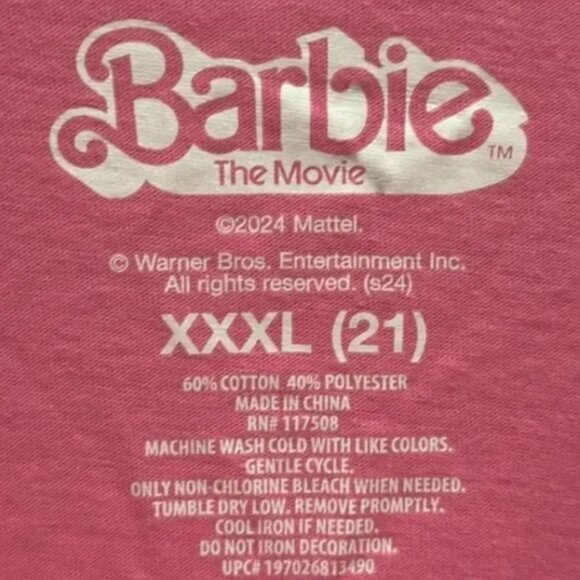 Barbie
The Movie ™
©2024 Mattel.
© Warner Bros. Entertainment Inc.
All rights reserved. (s24)
XXXL (21)
60% COTTON 40% POLYESTER
MADE IN CHINA
RN# 117508
MACHINE WASH COLD WITH LIKE COLORS.
GENTLE CYCLE.
ONLY NON-CHLORINE BLEACH WHEN NEEDED.
TUMBLE DRY LOW. REMOVE PROMPTLY.
COOL IRON IF NEEDED.
DO NOT IRON DECORATION.
UPC# 197026813490